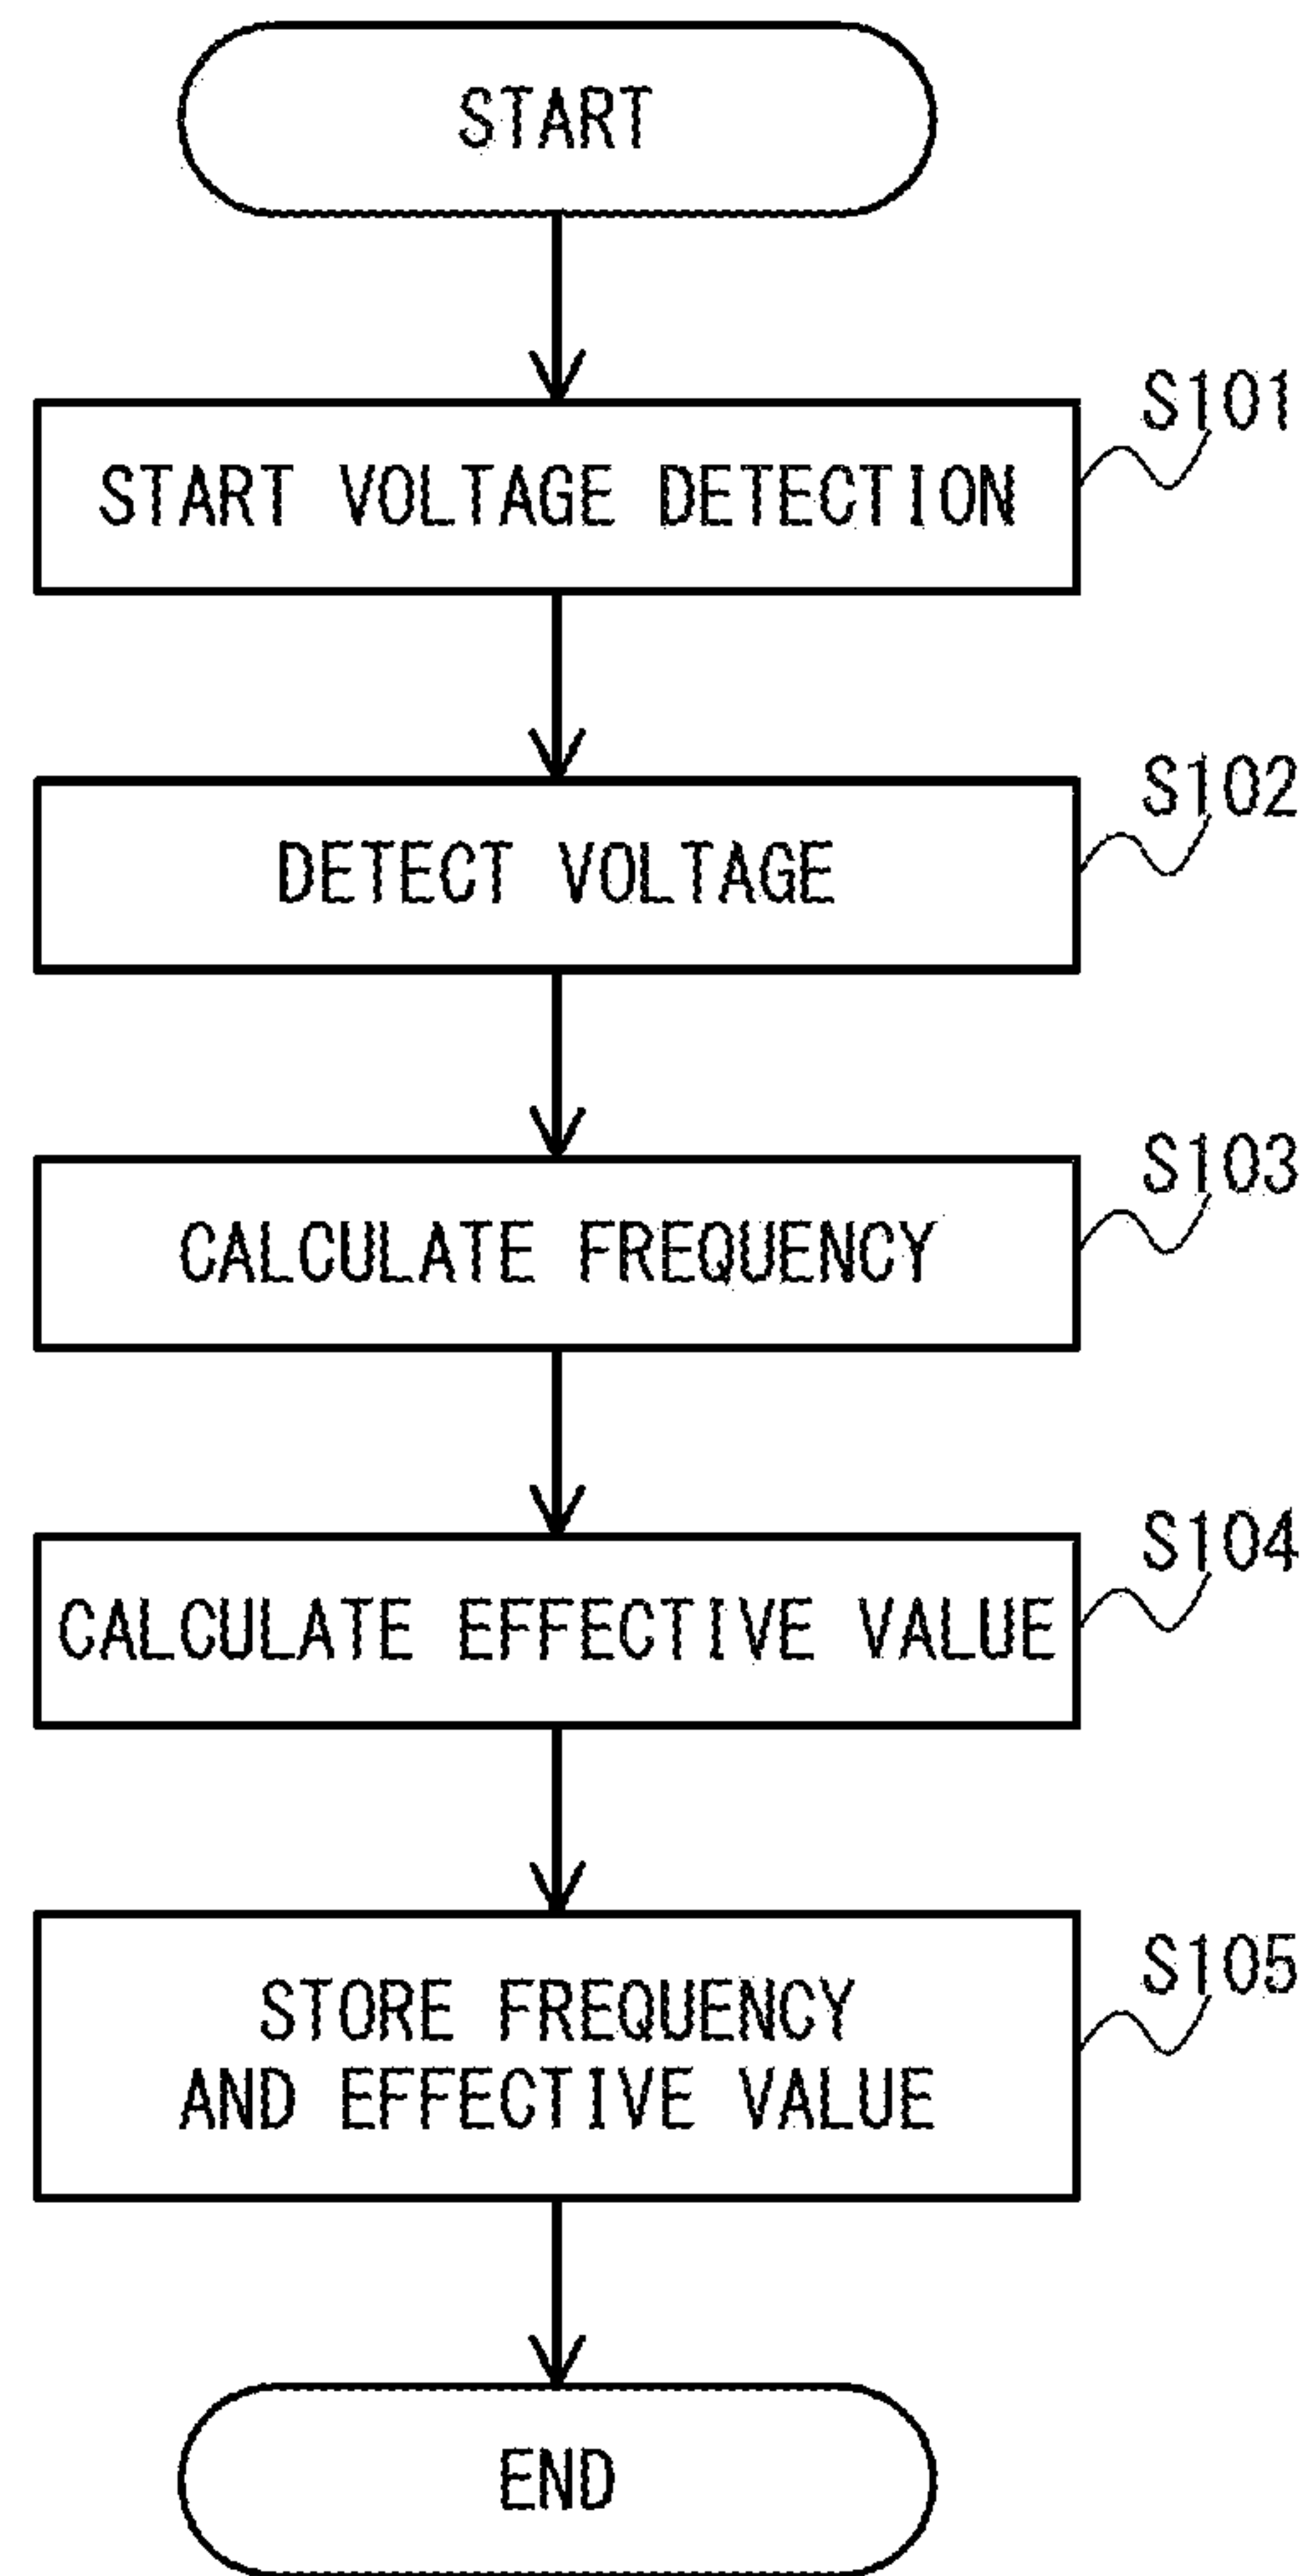 START
S101
START VOLTAGE DETECTION
S102
DETECT VOLTAGE
S103
CALCULATE FREQUENCY
S104
CALCULATE EFFECTIVE VALUE
S105
STORE FREQUENCY
AND EFFECTIVE VALUE
END